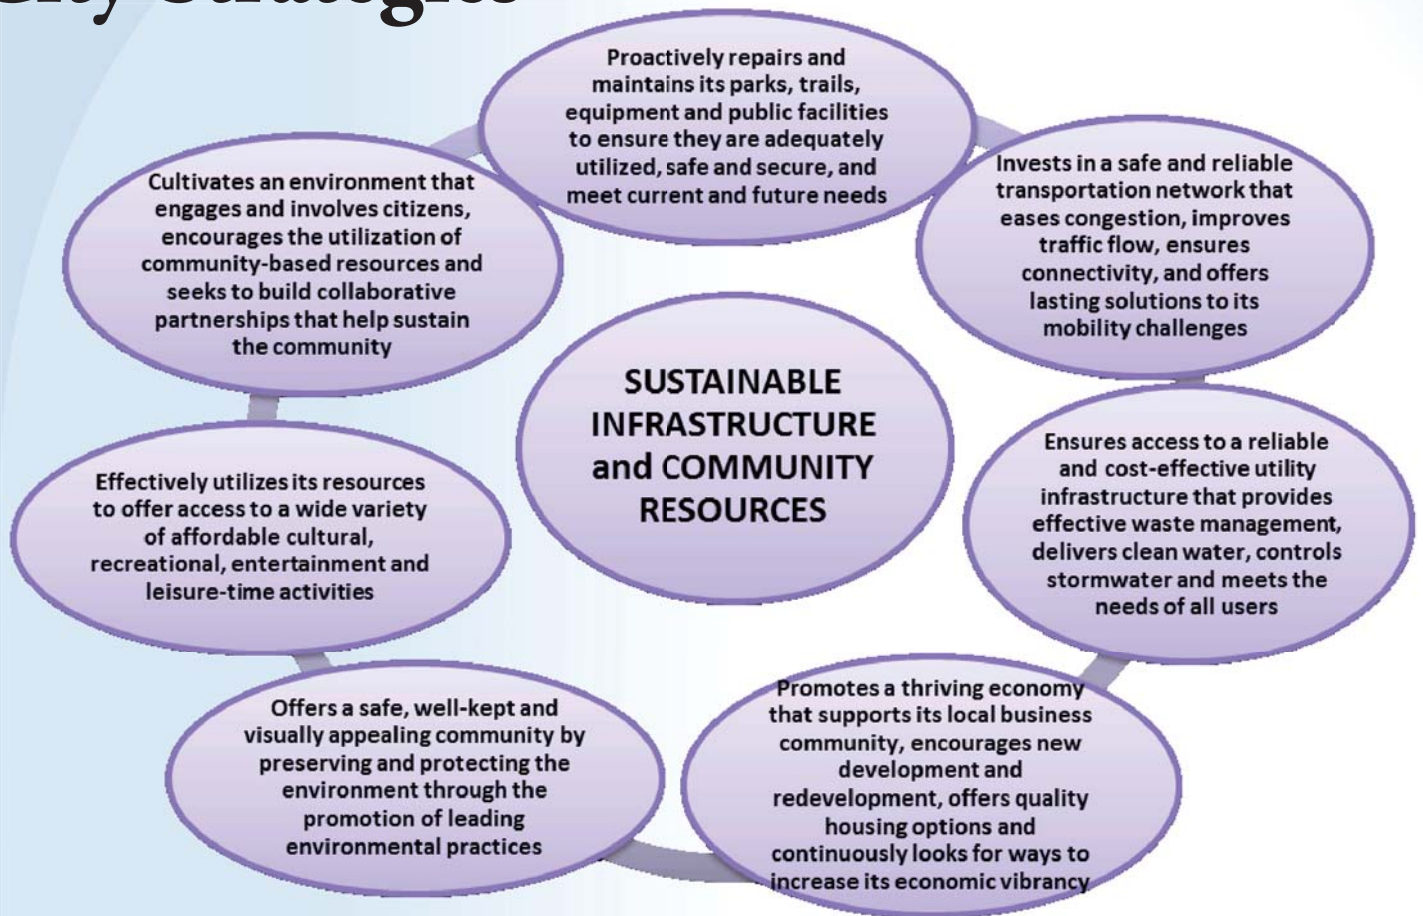 City Strategies
Proactively repairs and
maintains its parks, trails,
equipment and public facilities
to ensure they are adequately
utilized, safe and secure, and
meet current and future needs
Invests in a safe and reliable
transportation network that
eases congestion, improves
traffic flow, ensures
connectivity, and offers
lasting solutions to its
mobility challenges
Ensures access to a reliable
and cost-effective utility
infrastructure that provides
effective waste management,
delivers clean water, controls
stormwater and meets the
needs of all users
Promotes a thriving economy
that supports its local business
community, encourages new
development and
redevelopment, offers quality
housing options and
continuously looks for ways to
increase its economic vibrancy
Offers a safe, well-kept and
visually appealing community by
preserving and protecting the
environment through the
promotion of leading
environmental practices
Effectively utilizes its resources
to offer access to a wide variety
of affordable cultural,
recreational, entertainment and
leisure-time activities
Cultivates an environment that
engages and involves citizens,
encourages the utilization of
community-based resources and
seeks to build collaborative
partnerships that help sustain
the community
SUSTAINABLE
INFRASTRUCTURE
and COMMUNITY
RESOURCES